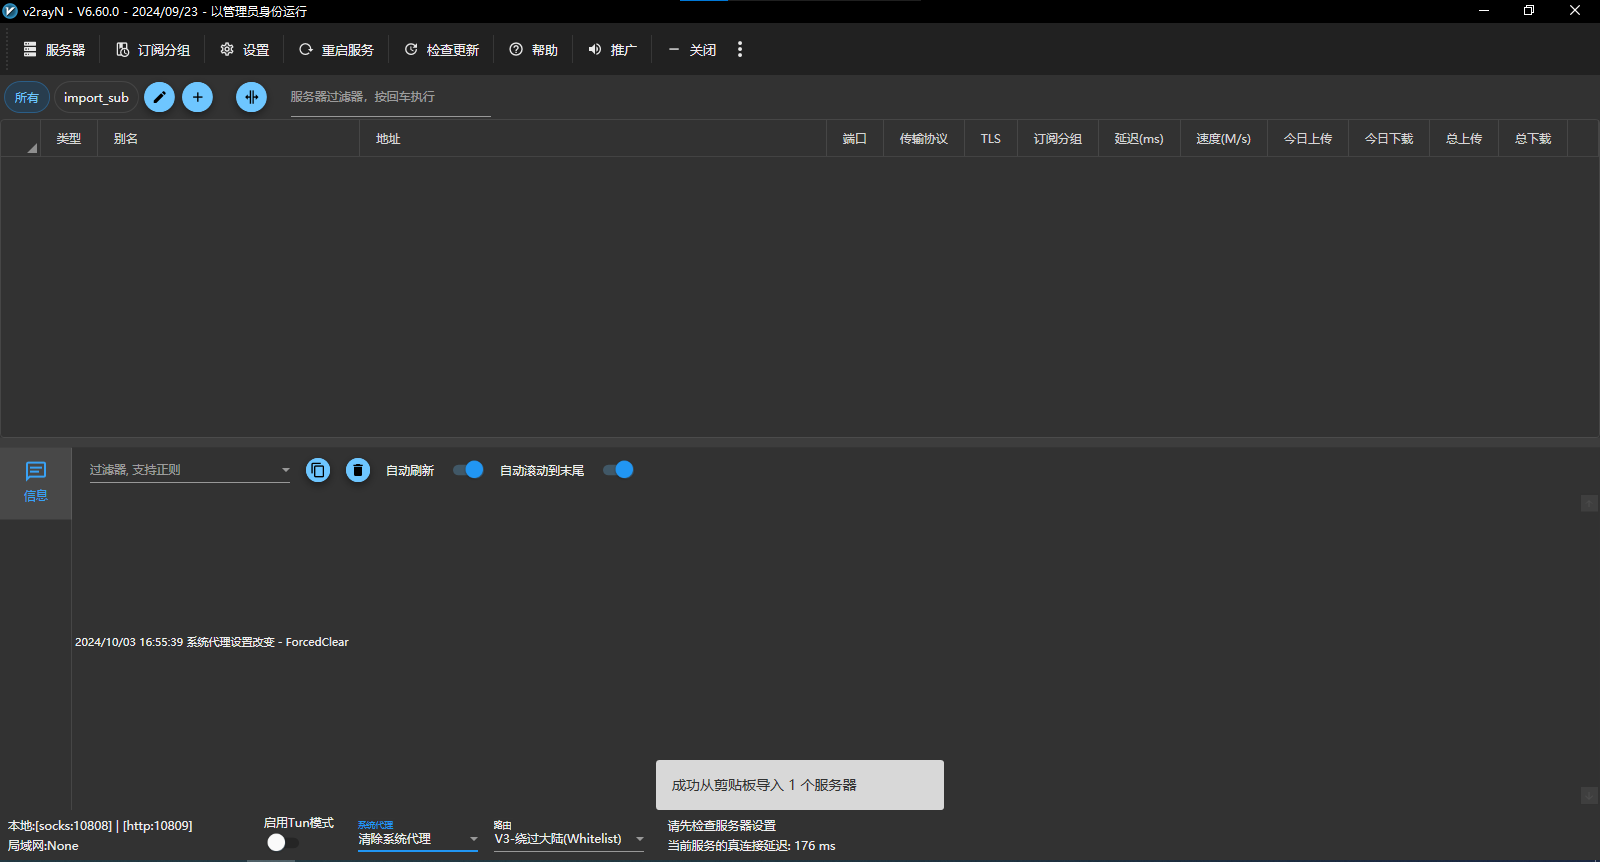 v2rayN - V6.60.0 - 2024/09/23 - 以管理员身份运行
服务器 订阅分组 设置 重启服务 检查更新 帮助 推广 关闭
所有 import_sub 服务器过滤器，按回车执行
类型 别名 地址 端口 传输协议 TLS 订阅分组 延迟(ms) 速度(M/s) 今日上传 今日下载 总上传 总下载
信息
过滤器, 支持正则 自动刷新 自动滚动到末尾
2024/10/03 16:55:39 系统代理设置改变 - ForcedClear
成功从剪贴板导入 1 个服务器
本地:[socks:10808] | [http:10809]
局域网:None
启用Tun模式
系统代理
清除系统代理
路由
V3-绕过大陆(Whitelist)
请先检查服务器设置
当前服务的真连接延迟: 176 ms